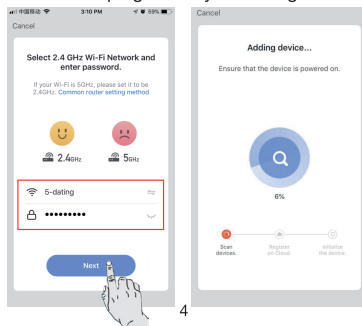 中国移动 3:10 PM 59%
Cancel
Select 2.4 GHz Wi-Fi Network and
enter password.
If your Wi-Fi is 5GHz, please set it to be
2.4GHz. Common router setting method
2.4GHz 5GHz
5-dating
•••••••••
Next
Cancel
Adding device...
Ensure that the device is powered on.
6%
Scan
devices.
Register
on Cloud.
Initialize
the device.
4